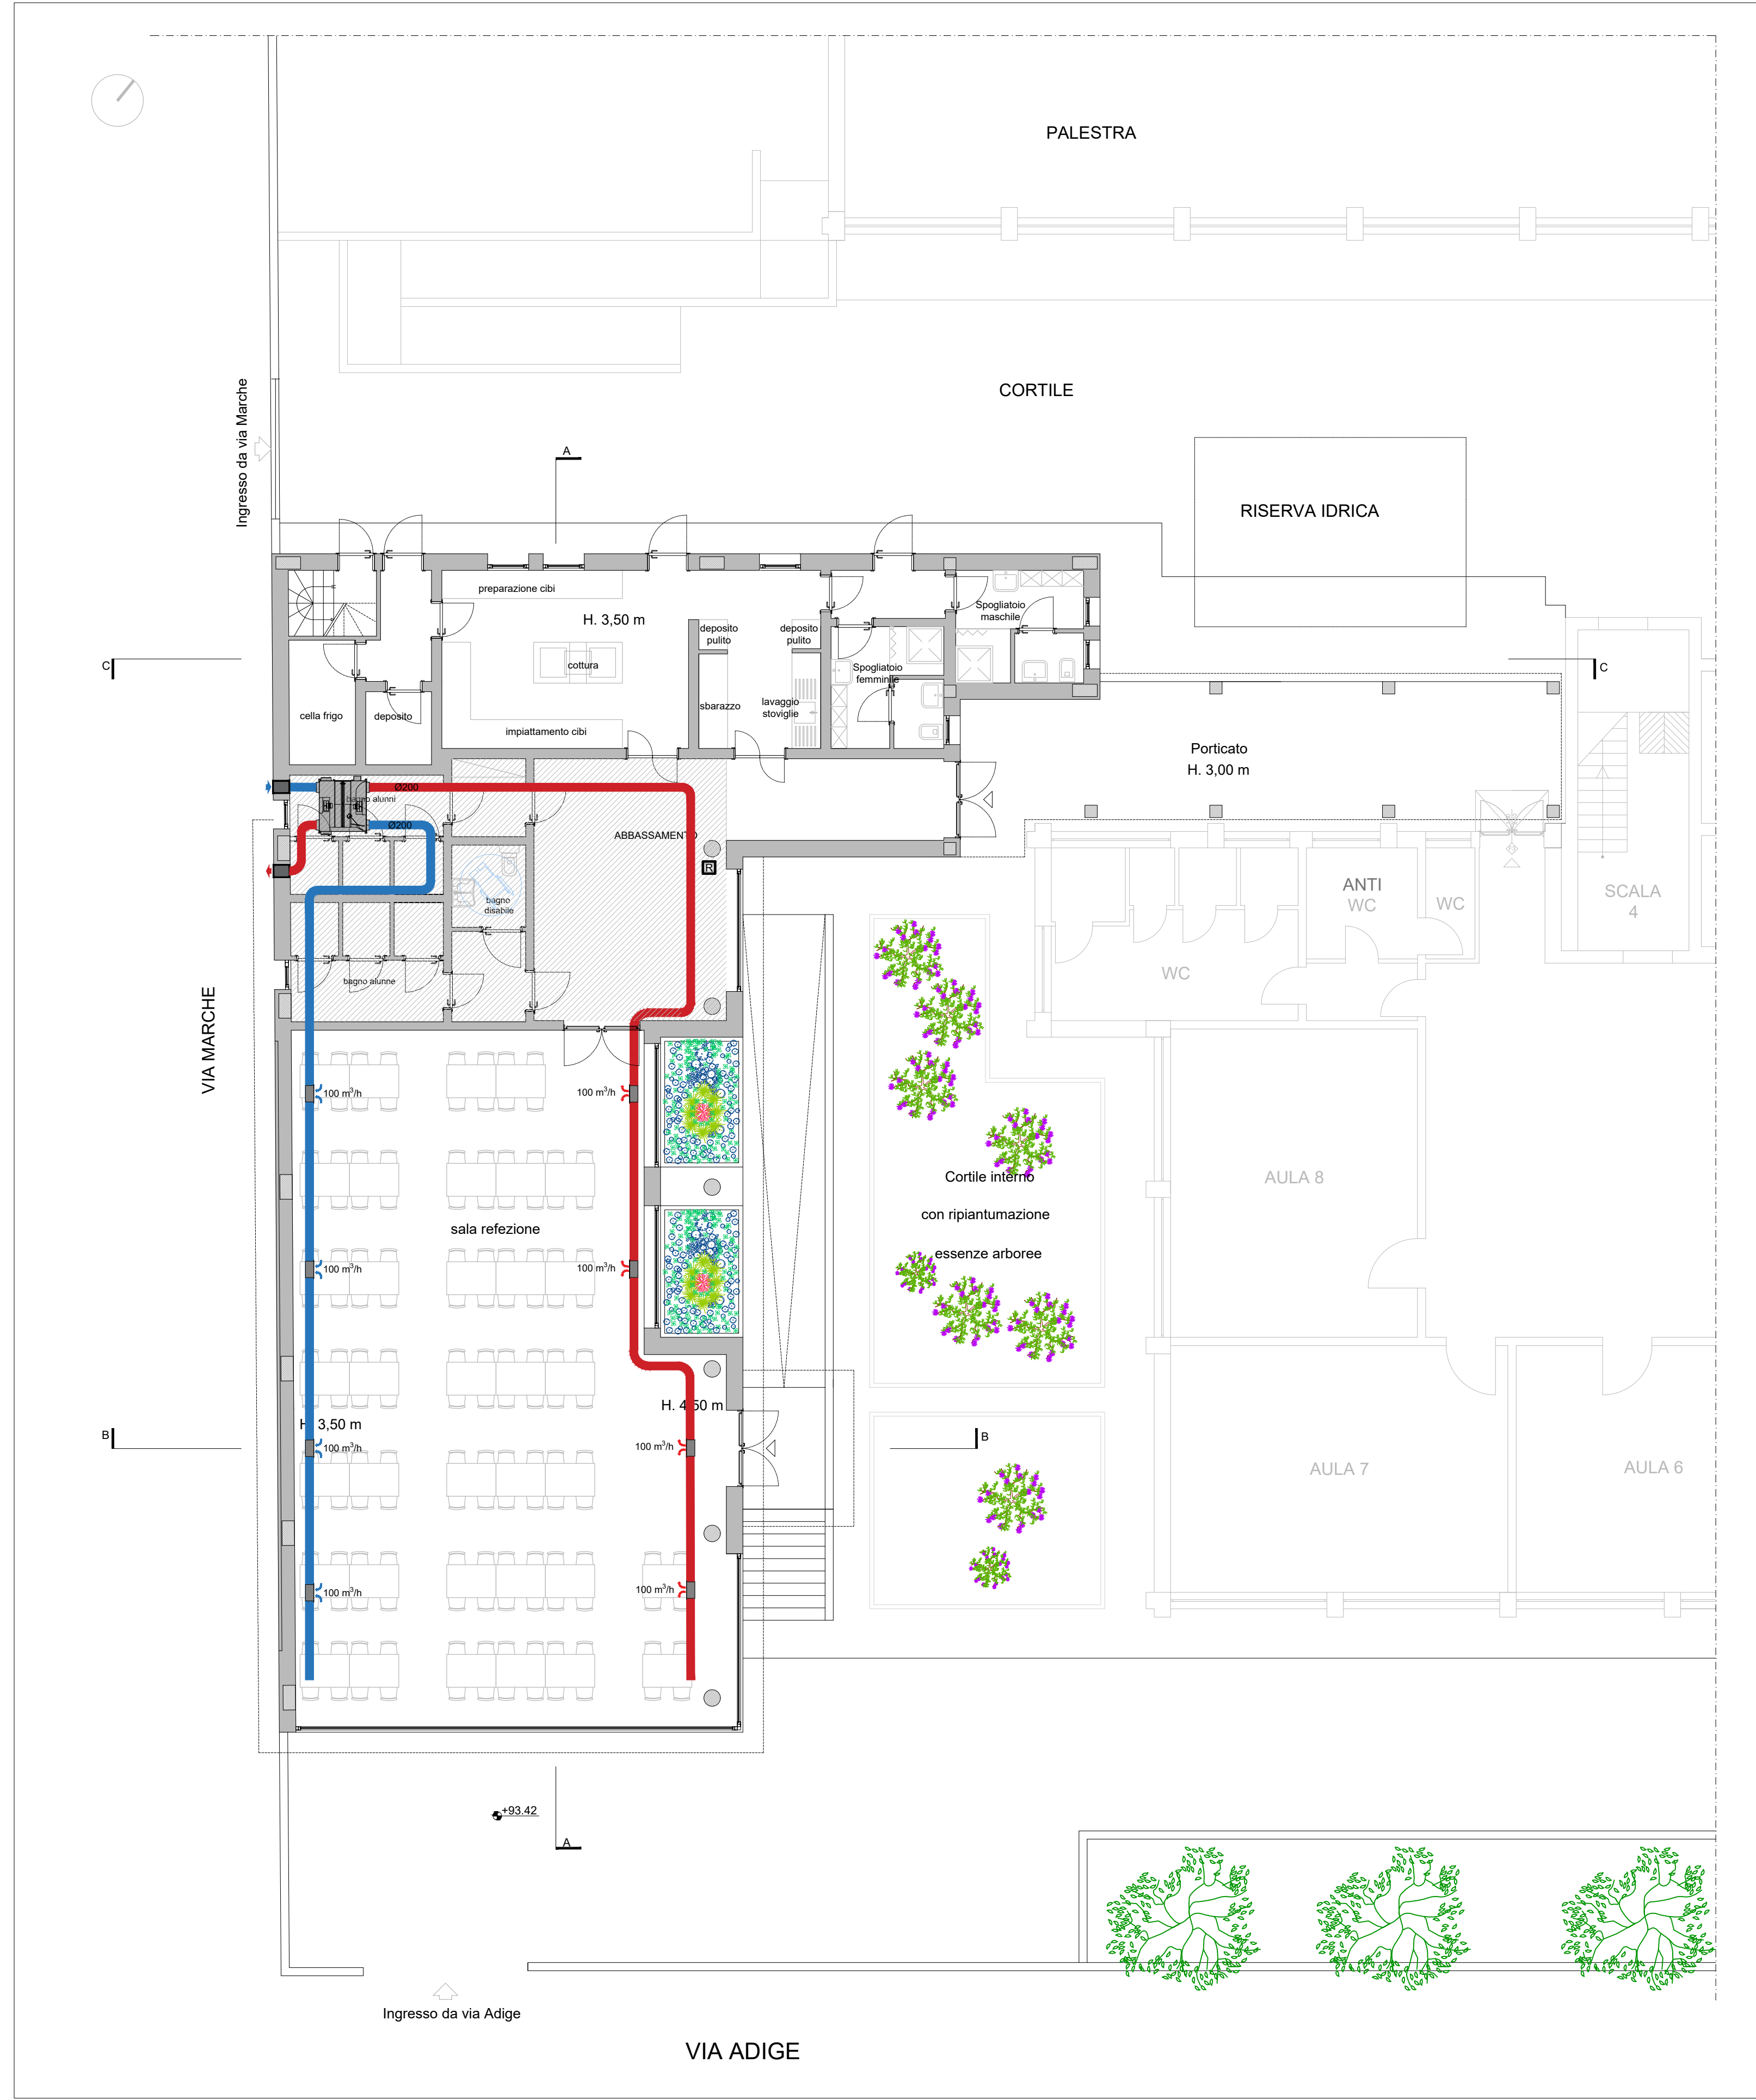 PALESTRA
CORTILE
Ingresso da via Marche
A
RISERVA IDRICA
preparazione cibi
H. 3,50 m
Spogliatoio
maschile
deposito
pulito
deposito
pulito
C
cottura
Spogliatoio
femminile
C
cella frigo
deposito
sbarazzo
lavaggio
stoviglie
impiattamento cibi
Porticato
H. 3,00 m
Ø200
bagno alunni
Ø200
ABBASSAMENTO
R
ANTI
WC
WC
SCALA
4
bagno
disabile
WC
bagno alunne
VIA MARCHE
100 m³/h
100 m³/h
Cortile interno
con ripiantumazione
essenze arboree
AULA 8
sala refezione
100 m³/h
100 m³/h
H. 3,50 m
H. 4,50 m
B
B
100 m³/h
100 m³/h
AULA 7
AULA 6
100 m³/h
100 m³/h
+93.42
A
Ingresso da via Adige
VIA ADIGE